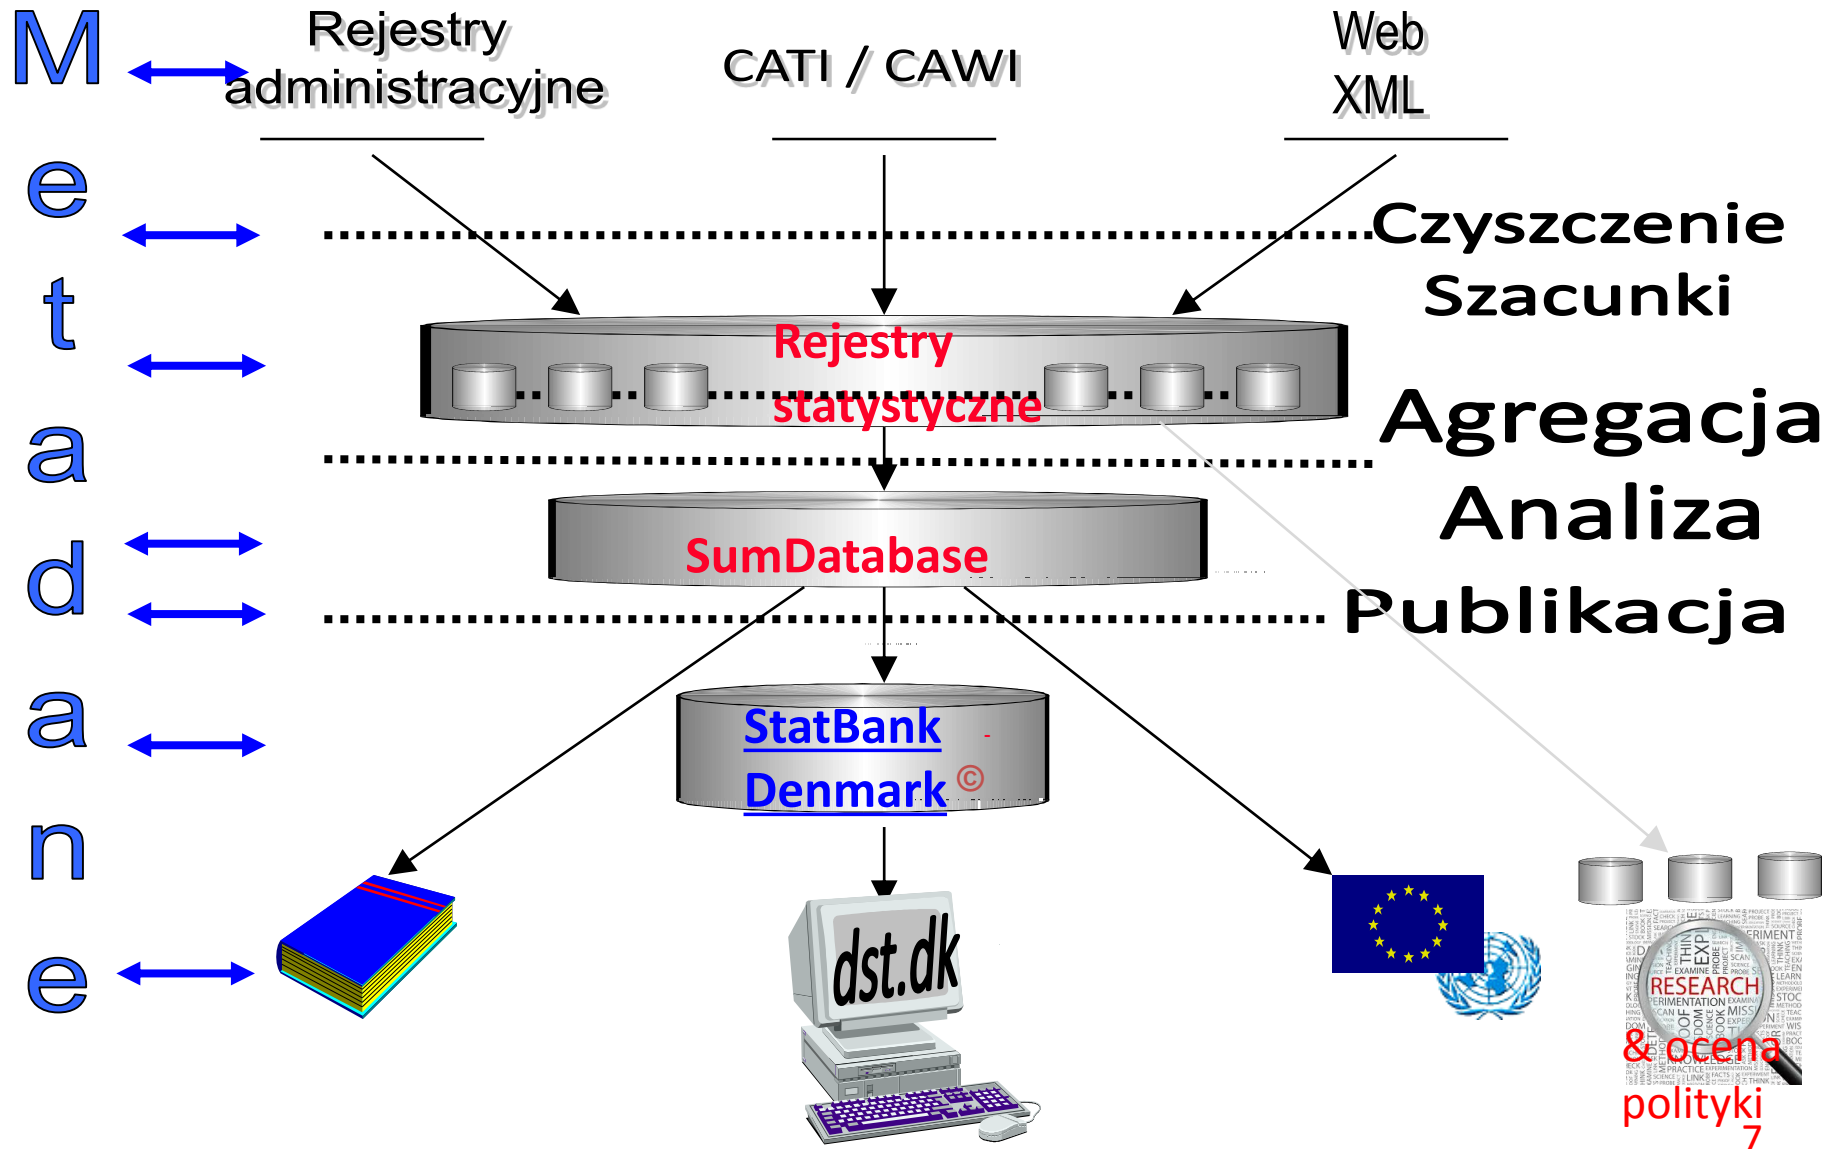 Metadane
Rejestry
administracyjne
CATI / CAWI
Web
XML
Czyszczenie
Szacunki
Rejestry
statystyczne
Agregacja
Analiza
SumDatabase
Publikacja
StatBank -
Denmark ©
dst.dk
RESEARCH
& ocena
polityki
7